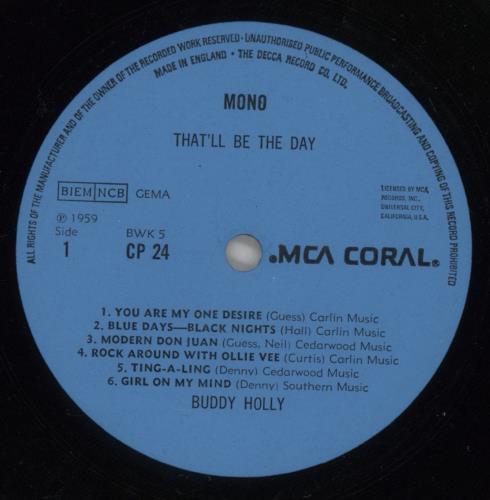 ALL RIGHTS OF THE MANUFACTURER AND OF THE OWNER OF THE RECORDED WORK RESERVED · UNAUTHORISED PUBLIC PERFORMANCE BROADCASTING AND COPYING OF THIS RECORD PROHIBITED
MADE IN ENGLAND · THE DECCA RECORD CO. LTD.
MONO
THAT'LL BE THE DAY
BIEM NCB GEMA
LICENSED BY MCA
RECORDS, INC.,
UNIVERSAL CITY,
CALIFORNIA, U.S.A.
℗ 1959
Side BWK 5
1 CP 24
.MCA CORAL®
1. YOU ARE MY ONE DESIRE (Guess) Carlin Music
2. BLUE DAYS—BLACK NIGHTS (Hall) Carlin Music
3. MODERN DON JUAN (Guess, Neil) Cedarwood Music
4. ROCK AROUND WITH OLLIE VEE (Curtis) Carlin Music
5. TING-A-LING (Denny) Cedarwood Music
6. GIRL ON MY MIND (Denny) Southern Music
BUDDY HOLLY